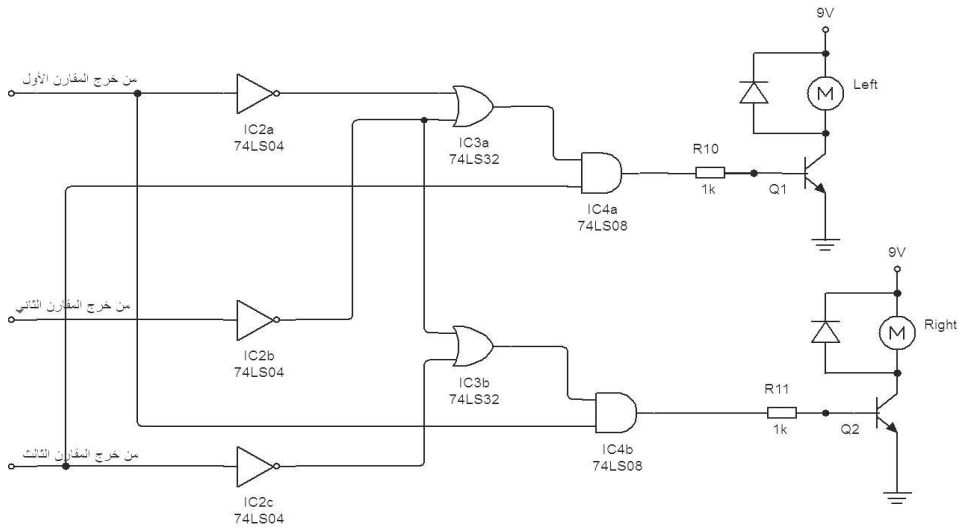 9V
من خرج المقارن الأول
Left
IC2a
74LS04
IC3a
74LS32
R10
1k
Q1
IC4a
74LS08
9V
من خرج المقارن الثاني
IC2b
74LS04
Right
IC3b
74LS32
R11
1k
Q2
IC4b
74LS08
من خرج المقارن الثالث
IC2c
74LS04
M
M